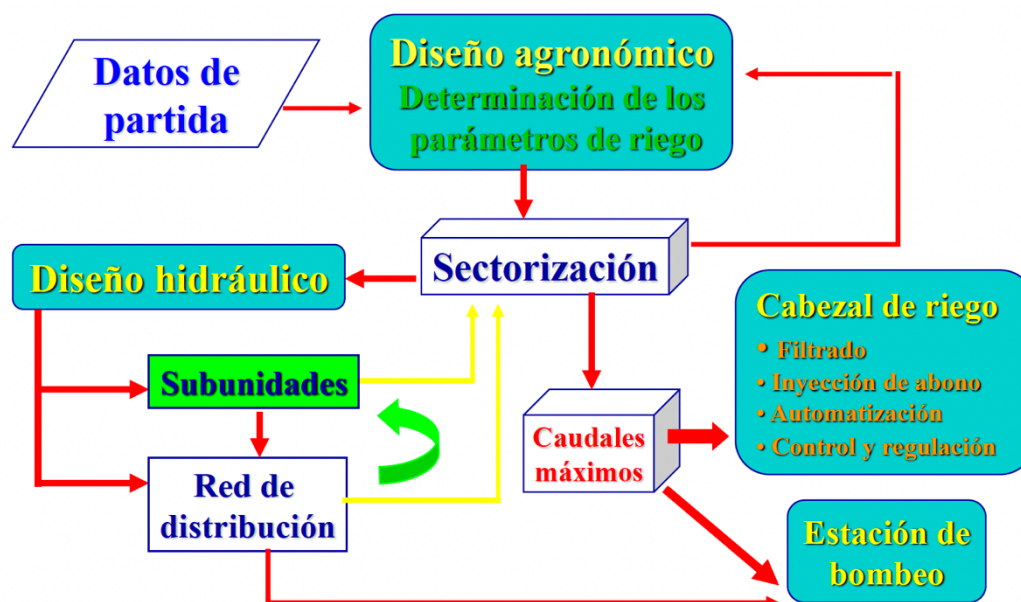 Datos de
partida
Diseño agronómico
Determinación de los
parámetros de riego
Sectorización
Diseño hidráulico
Subunidades
Red de
distribución
Caudales
máximos
Cabezal de riego
• Filtrado
• Inyección de abono
• Automatización
• Control y regulación
Estación de
bombeo